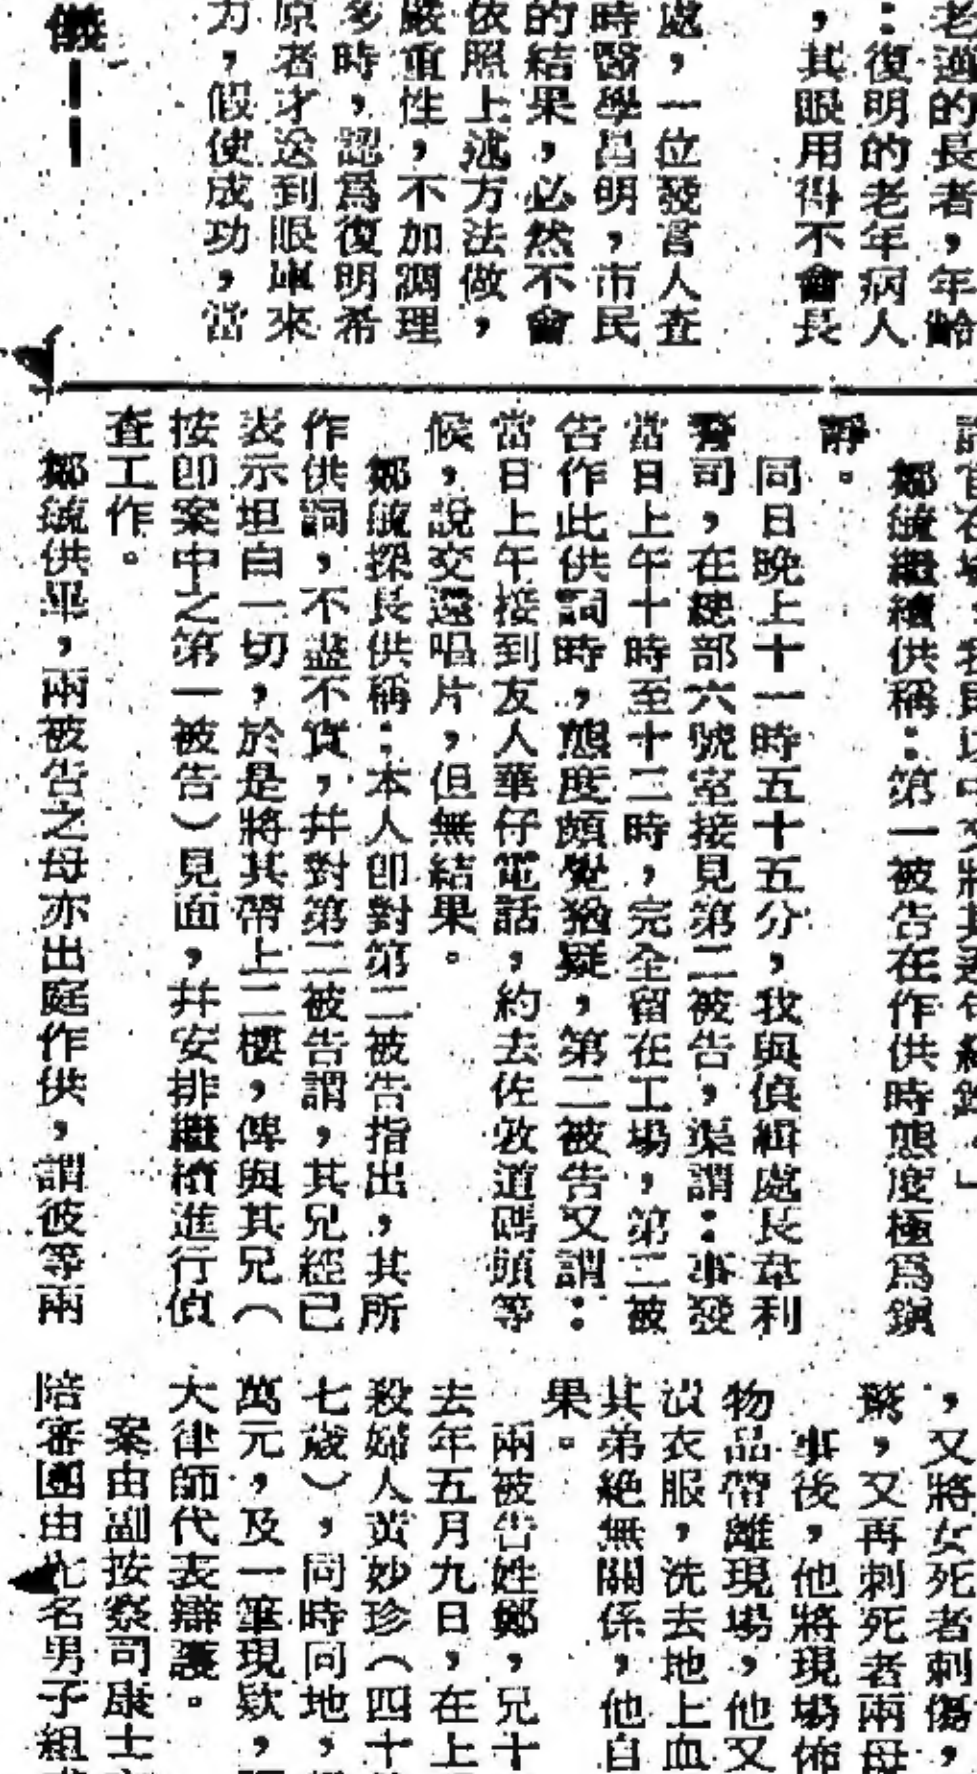 老過的長者，年齡
：復明的老年病人
，其眼用得不會長
處，一位發言人查
時醫學昌明，市民
的結果，必然不會
依照上述方法做，
嚴重性，不加調理
多時，認爲復明希
原者才送到眼庫來
力，假使成功，當
儀——
鄭毓繼續供稱：第一被告在作供時態度極爲鎭
靜。
同日晚上十一時五十五分，我與偵緝處長韋利
警司，在總部六號室接見第二被告，渠謂：事發
當日上午十時至十二時，完全留在工場，第二被
告作此供詞時，態度頗覺猶疑，第二被告又謂：
當日上午接到友人華仔電話，約去佐敦道碼頭等
候，說交還唱片，但無結果。
鄭毓探長供稱：本人卽對第二被告指出，其所
作供詞，不盡不實，幷對第二被告謂，其兄經已
表示坦白一切，於是將其帶上二樓，俾與其兄（
按卽案中之第一被告）見面，幷安排繼續進行偵
查工作。
鄭毓供畢，兩被告之母亦出庭作供，謂彼等兩
，又將女死者刺傷，
駭，又再刺死者兩母
事後，他將現場佈
物品帶離現場，他又
漬衣服，洗去地上血
其弟絶無關係，他自
果。
兩被告姓鄭，兄十
去年五月九日，在上
殺婦人黃妙珍（四十
七歲），同時同地，
萬元，及一筆現欵，
大律師代表辯護。
案由副按察司康士
陪審團由七名男子組